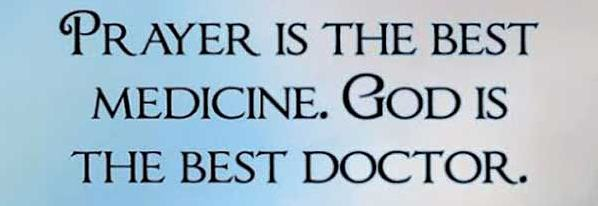 PRAYER IS THE BEST
MEDICINE. GOD IS
THE BEST DOCTOR.